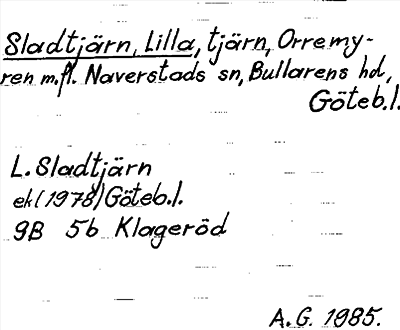 Sladtjärn, Lilla, tjärn, Orremy-
ren m.fl. Naverstads sn, Bullarens hd,
Göteb.l.
L. Sladtjärn
ek (1978) Göteb.l.
9B 5b Klageröd
A.G. 1985.